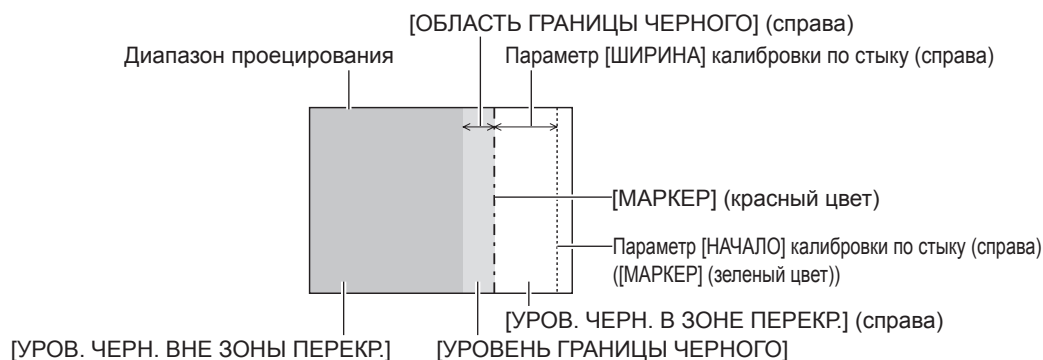 [ОБЛАСТЬ ГРАНИЦЫ ЧЕРНОГО] (справа)
Диапазон проецирования
Параметр [ШИРИНА] калибровки по стыку (справа)
[МАРКЕР] (красный цвет)
Параметр [НАЧАЛО] калибровки по стыку (справа)
([МАРКЕР] (зеленый цвет))
[УРОВ. ЧЕРН. В ЗОНЕ ПЕРЕКР.] (справа)
[УРОВ. ЧЕРН. ВНЕ ЗОНЫ ПЕРЕКР.]
[УРОВЕНЬ ГРАНИЦЫ ЧЕРНОГО]